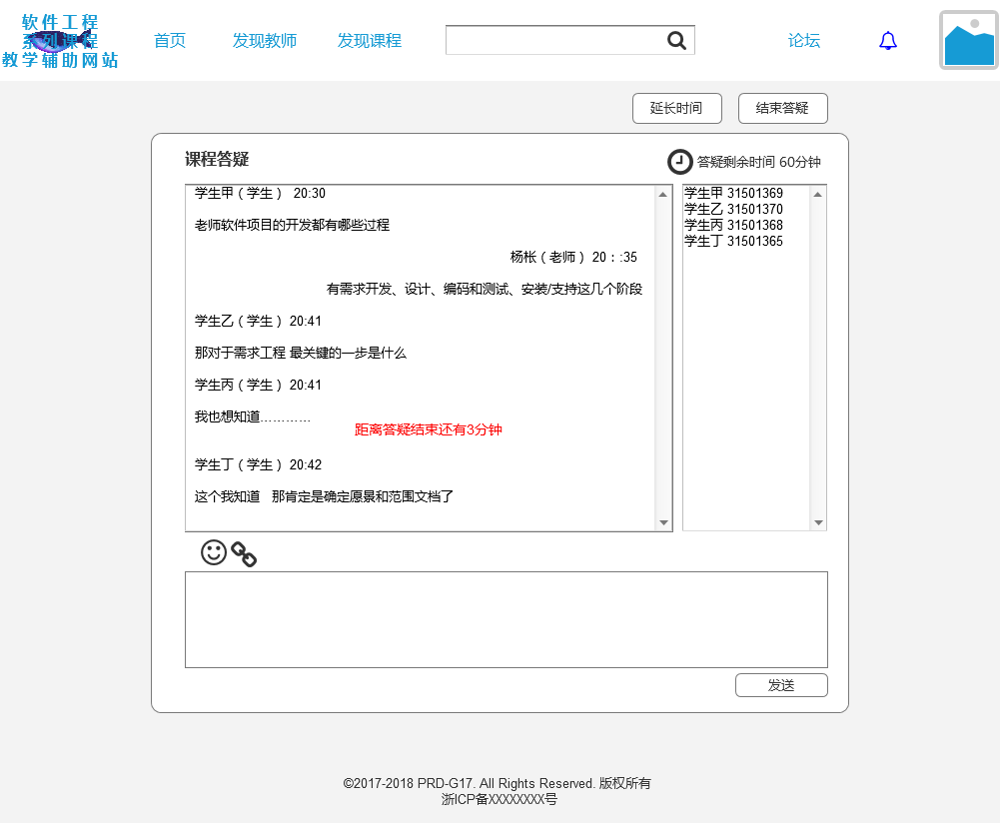 软件工程
系列课程
教学辅助网站
首页
发现教师
发现课程
论坛
延长时间
结束答疑
课程答疑
答疑剩余时间 60分钟
学生甲（学生） 20:30
老师软件项目的开发都有哪些过程
杨枨（老师） 20：:35
有需求开发、设计、编码和测试、安装/支持这几个阶段
学生乙（学生） 20:41
那对于需求工程 最关键的一步是什么
学生丙（学生） 20:41
我也想知道…………
距离答疑结束还有3分钟
学生丁（学生） 20:42
这个我知道 那肯定是确定愿景和范围文档了
学生甲 31501369
学生乙 31501370
学生丙 31501368
学生丁 31501365
发送
©2017-2018 PRD-G17. All Rights Reserved. 版权所有
浙ICP备XXXXXXXX号